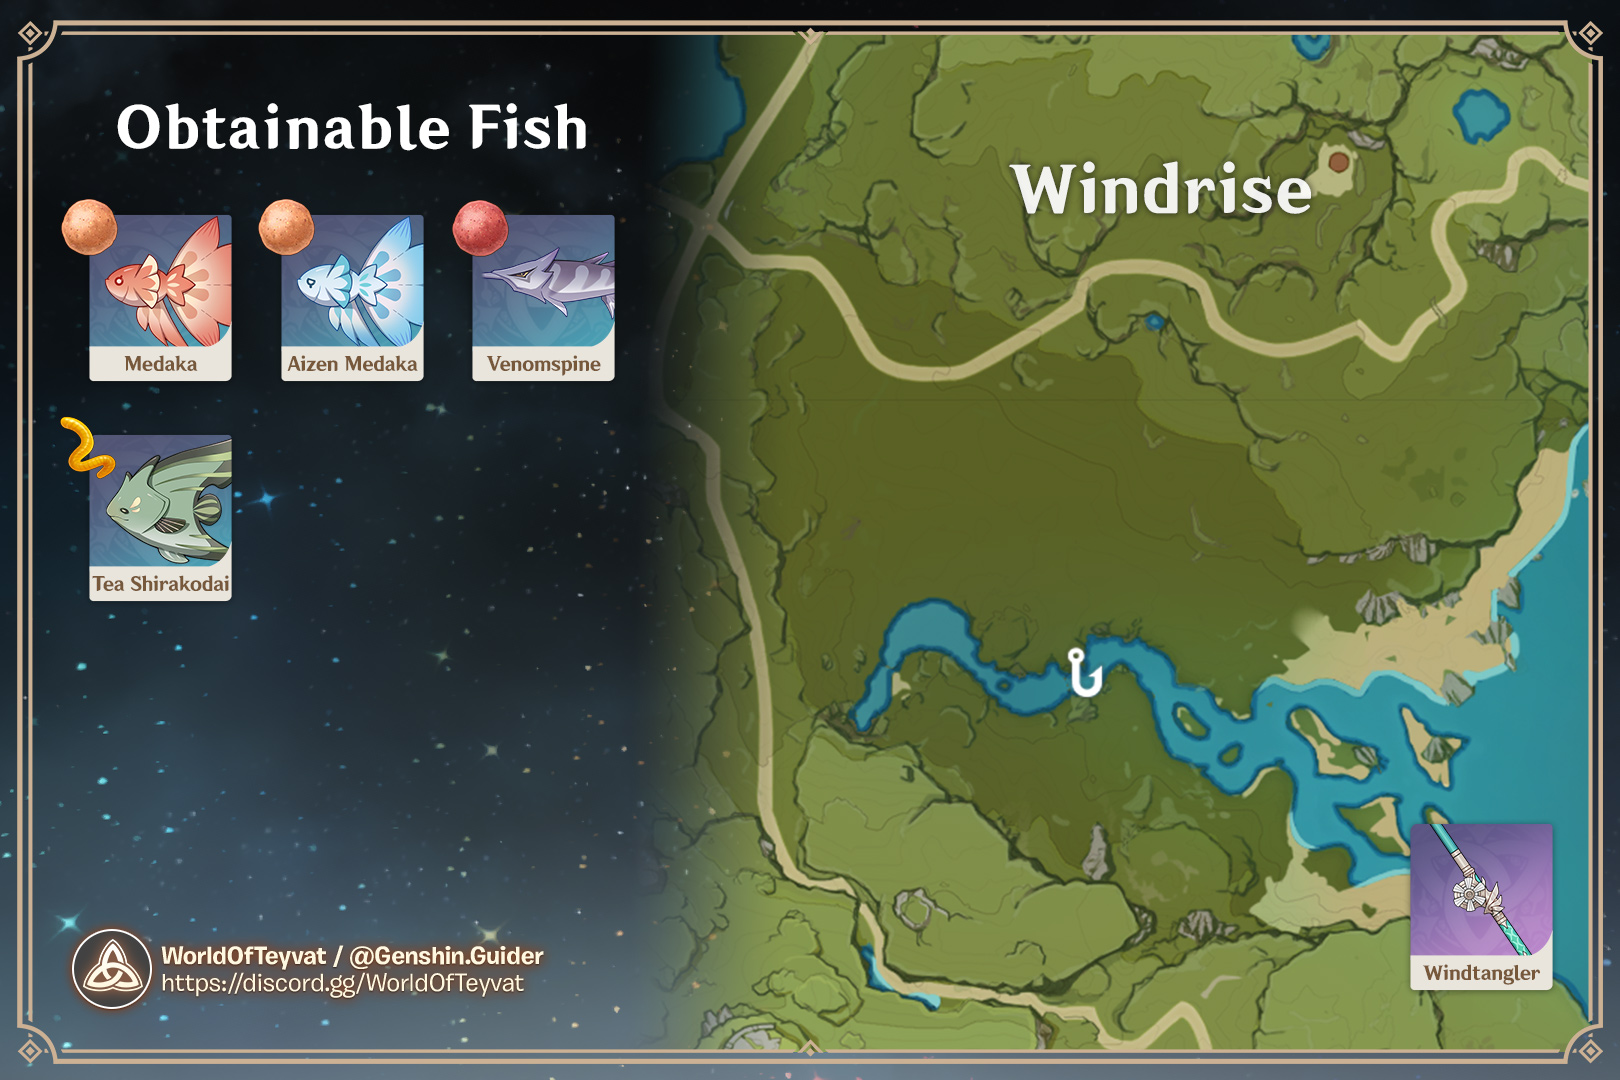 Obtainable Fish
Medaka
Aizen Medaka
Venomspine
Tea Shirakodai
Windrise
Windtangler
WorldOfTeyvat / @Genshin.Guider
https://discord.gg/WorldOfTeyvat